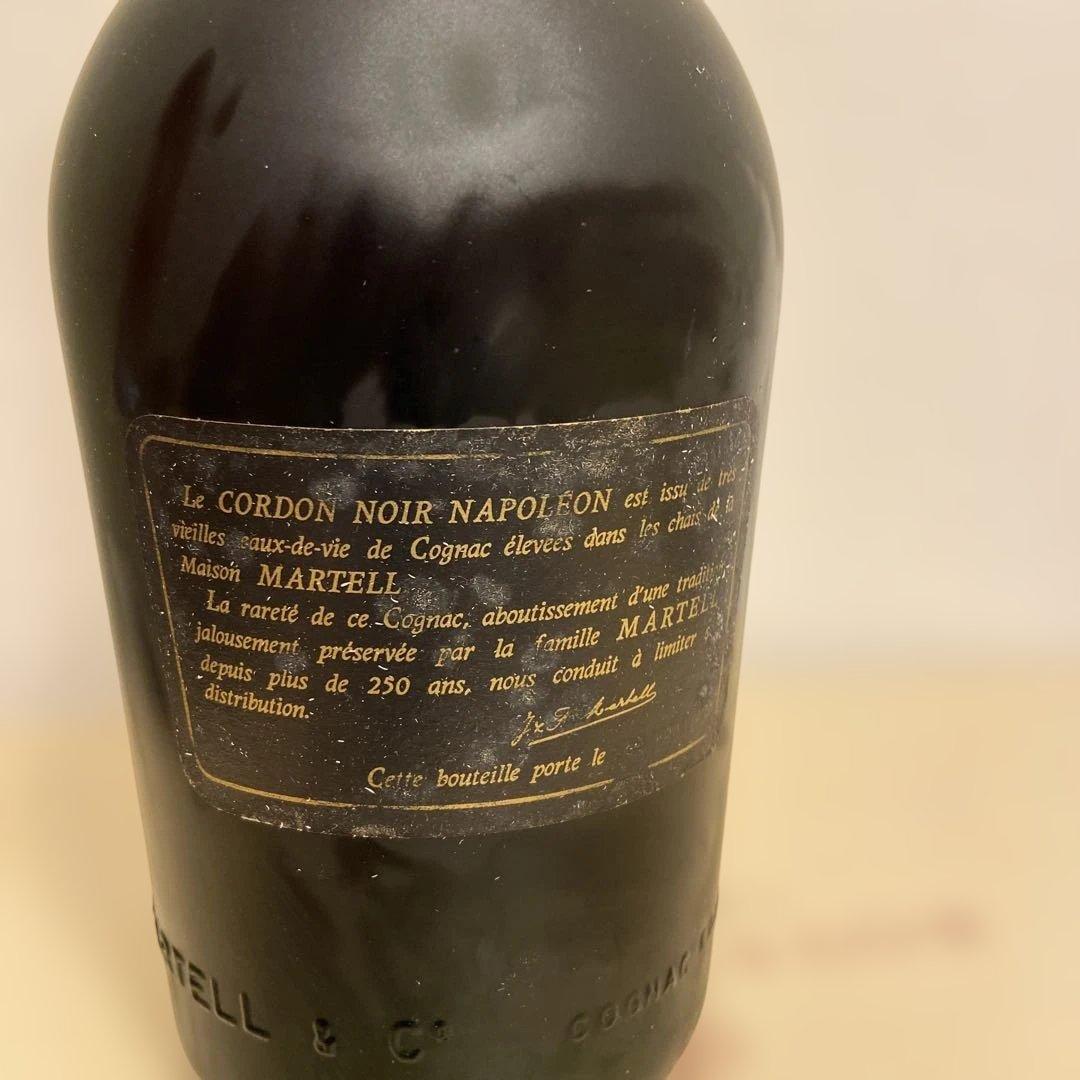 Le CORDON NOIR NAPOLÉON est issu de très
vieilles eaux-de-vie de Cognac élevées dans les chais de la
Maison MARTELL
La rareté de ce Cognac, aboutissement d'une tradition
jalousement préservée par la famille MARTELL
depuis plus de 250 ans, nous conduit à limiter
distribution.
J & F Martell
Cette bouteille porte le
MARTELL & Co
COGNAC